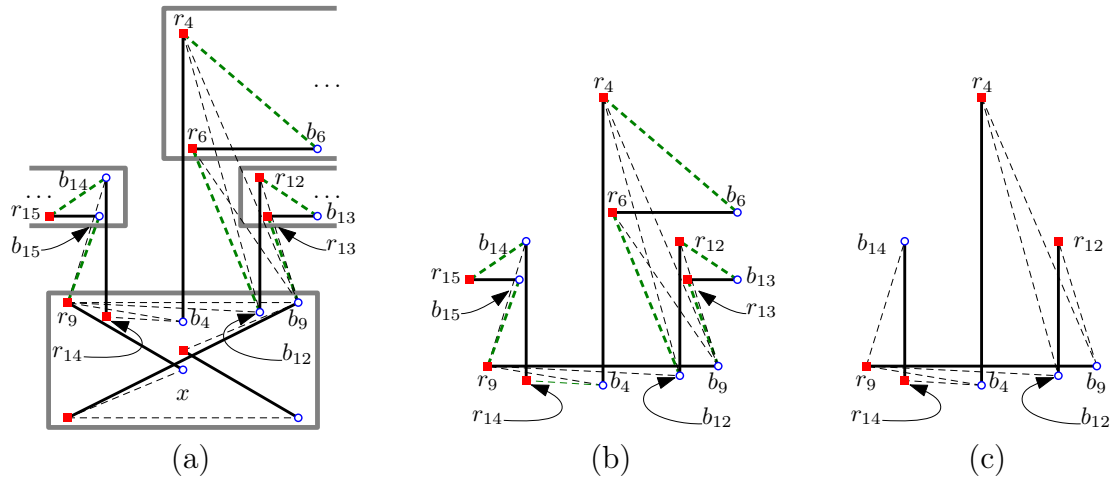 r₄
...
r₆ b₆
b₁₄ r₁₂
... ...
r₁₅ b₁₃
b₁₅ r₁₃
r₉ b₄ b₉
r₁₄ b₁₂
x
(a)
r₄
b₆
r₆
b₁₄ r₁₂
r₁₅ b₁₃
b₁₅ r₁₃
r₉ b₄ b₉
r₁₄ b₁₂
(b)
r₄
b₁₄ r₁₂
r₉ b₄ b₉
r₁₄ b₁₂
(c)